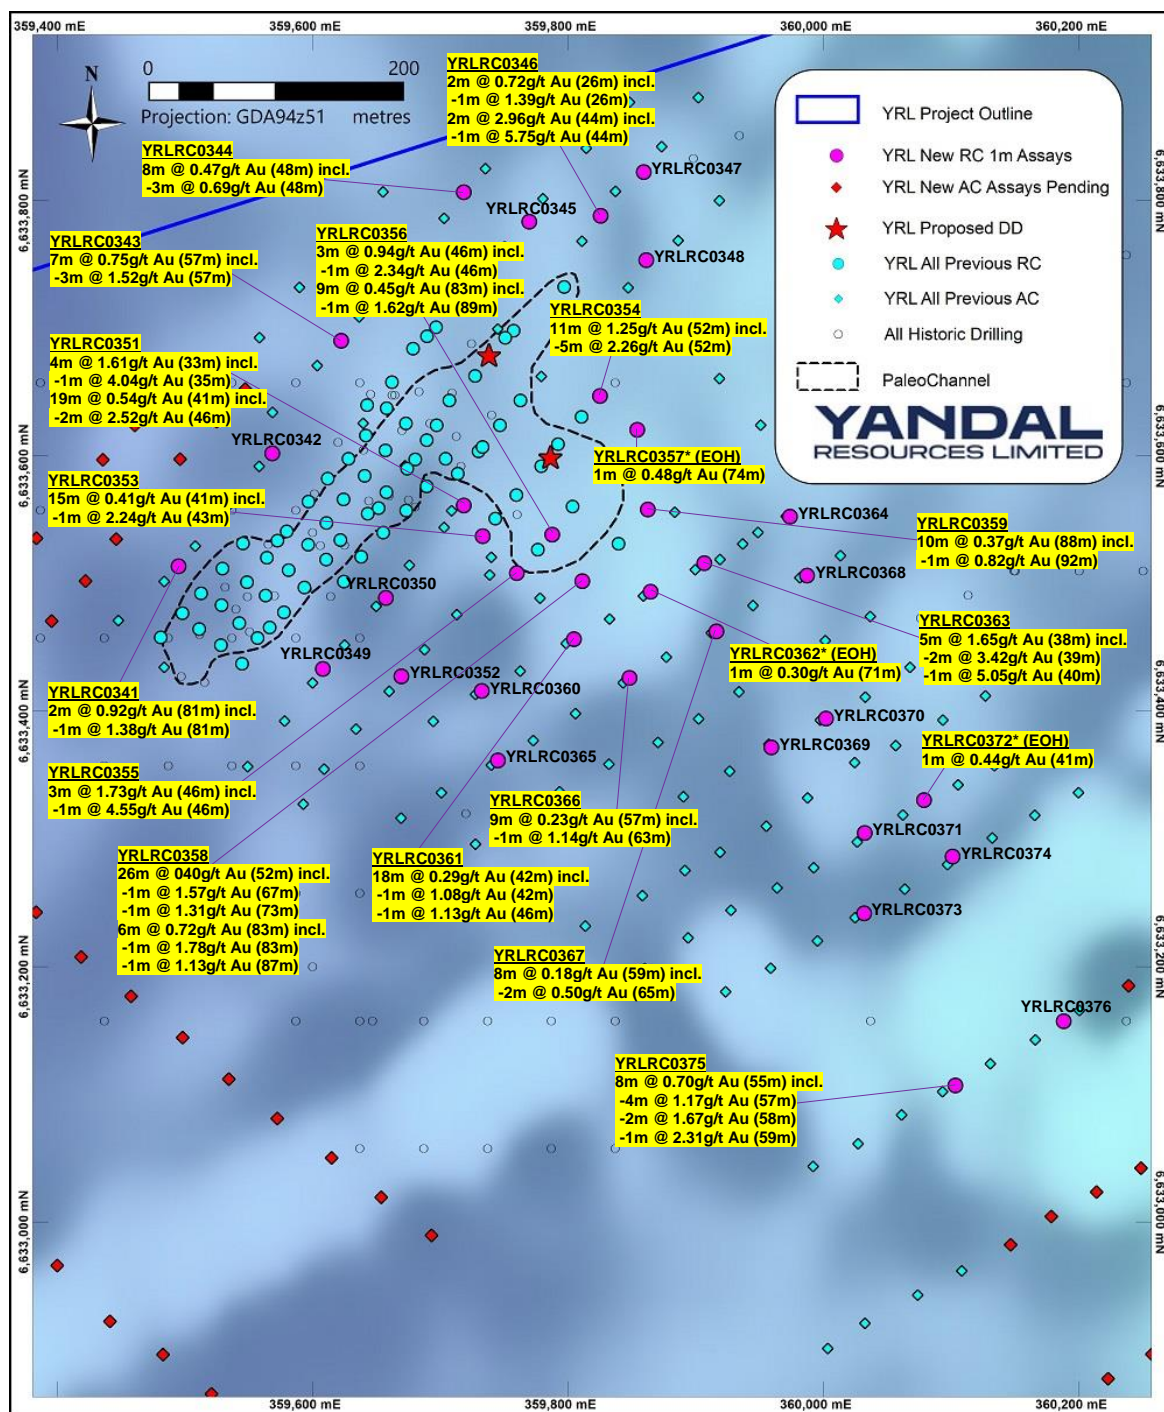 359,400 mE
359,600 mE
359,800 mE
360,000 mE
360,200 mE
6,633,800 mN
6,633,600 mN
6,633,400 mN
6,633,200 mN
6,633,000 mN
6,633,800 mN
6,633,600 mN
6,633,400 mN
6,633,200 mN
6,633,000 mN
N
0
200
Projection: GDA94z51
metres
YRL Project Outline
YRL New RC 1m Assays
YRL New AC Assays Pending
YRL Proposed DD
YRL All Previous RC
YRL All Previous AC
All Historic Drilling
PaleoChannel
YANDAL
RESOURCES LIMITED
YRLRC0346
2m @ 0.72g/t Au (26m) incl.
-1m @ 1.39g/t Au (26m)
2m @ 2.96g/t Au (44m) incl.
-1m @ 5.75g/t Au (44m)
YRLRC0344
8m @ 0.47g/t Au (48m) incl.
-3m @ 0.69g/t Au (48m)
YRLRC0347
YRLRC0345
YRLRC0348
YRLRC0343
7m @ 0.75g/t Au (57m) incl.
-3m @ 1.52g/t Au (57m)
YRLRC0356
3m @ 0.94g/t Au (46m) incl.
-1m @ 2.34g/t Au (46m)
9m @ 0.45g/t Au (83m) incl.
-1m @ 1.62g/t Au (89m)
YRLRC0354
11m @ 1.25g/t Au (52m) incl.
-5m @ 2.26g/t Au (52m)
YRLRC0351
4m @ 1.61g/t Au (33m) incl.
-1m @ 4.04g/t Au (35m)
19m @ 0.54g/t Au (41m) incl.
-2m @ 2.52g/t Au (46m)
YRLRC0342
YRLRC0357* (EOH)
1m @ 0.48g/t Au (74m)
YRLRC0353
15m @ 0.41g/t Au (41m) incl.
-1m @ 2.24g/t Au (43m)
YRLRC0364
YRLRC0359
10m @ 0.37g/t Au (88m) incl.
-1m @ 0.82g/t Au (92m)
YRLRC0368
YRLRC0350
YRLRC0363
5m @ 1.65g/t Au (38m) incl.
-2m @ 3.42g/t Au (39m)
-1m @ 5.05g/t Au (40m)
YRLRC0362* (EOH)
1m @ 0.30g/t Au (71m)
YRLRC0349
YRLRC0352
YRLRC0360
YRLRC0341
2m @ 0.92g/t Au (81m) incl.
-1m @ 1.38g/t Au (81m)
YRLRC0370
YRLRC0369
YRLRC0372* (EOH)
1m @ 0.44g/t Au (41m)
YRLRC0365
YRLRC0355
3m @ 1.73g/t Au (46m) incl.
-1m @ 4.55g/t Au (46m)
YRLRC0366
9m @ 0.23g/t Au (57m) incl.
-1m @ 1.14g/t Au (63m)
YRLRC0371
YRLRC0374
YRLRC0358
26m @ 040g/t Au (52m) incl.
-1m @ 1.57g/t Au (67m)
-1m @ 1.31g/t Au (73m)
6m @ 0.72g/t Au (83m) incl.
-1m @ 1.78g/t Au (83m)
-1m @ 1.13g/t Au (87m)
YRLRC0361
18m @ 0.29g/t Au (42m) incl.
-1m @ 1.08g/t Au (42m)
-1m @ 1.13g/t Au (46m)
YRLRC0373
YRLRC0367
8m @ 0.18g/t Au (59m) incl.
-2m @ 0.50g/t Au (65m)
YRLRC0376
YRLRC0375
8m @ 0.70g/t Au (55m) incl.
-4m @ 1.17g/t Au (57m)
-2m @ 1.67g/t Au (58m)
-1m @ 2.31g/t Au (59m)
359,600 mE
359,800 mE
360,000 mE
360,200 mE